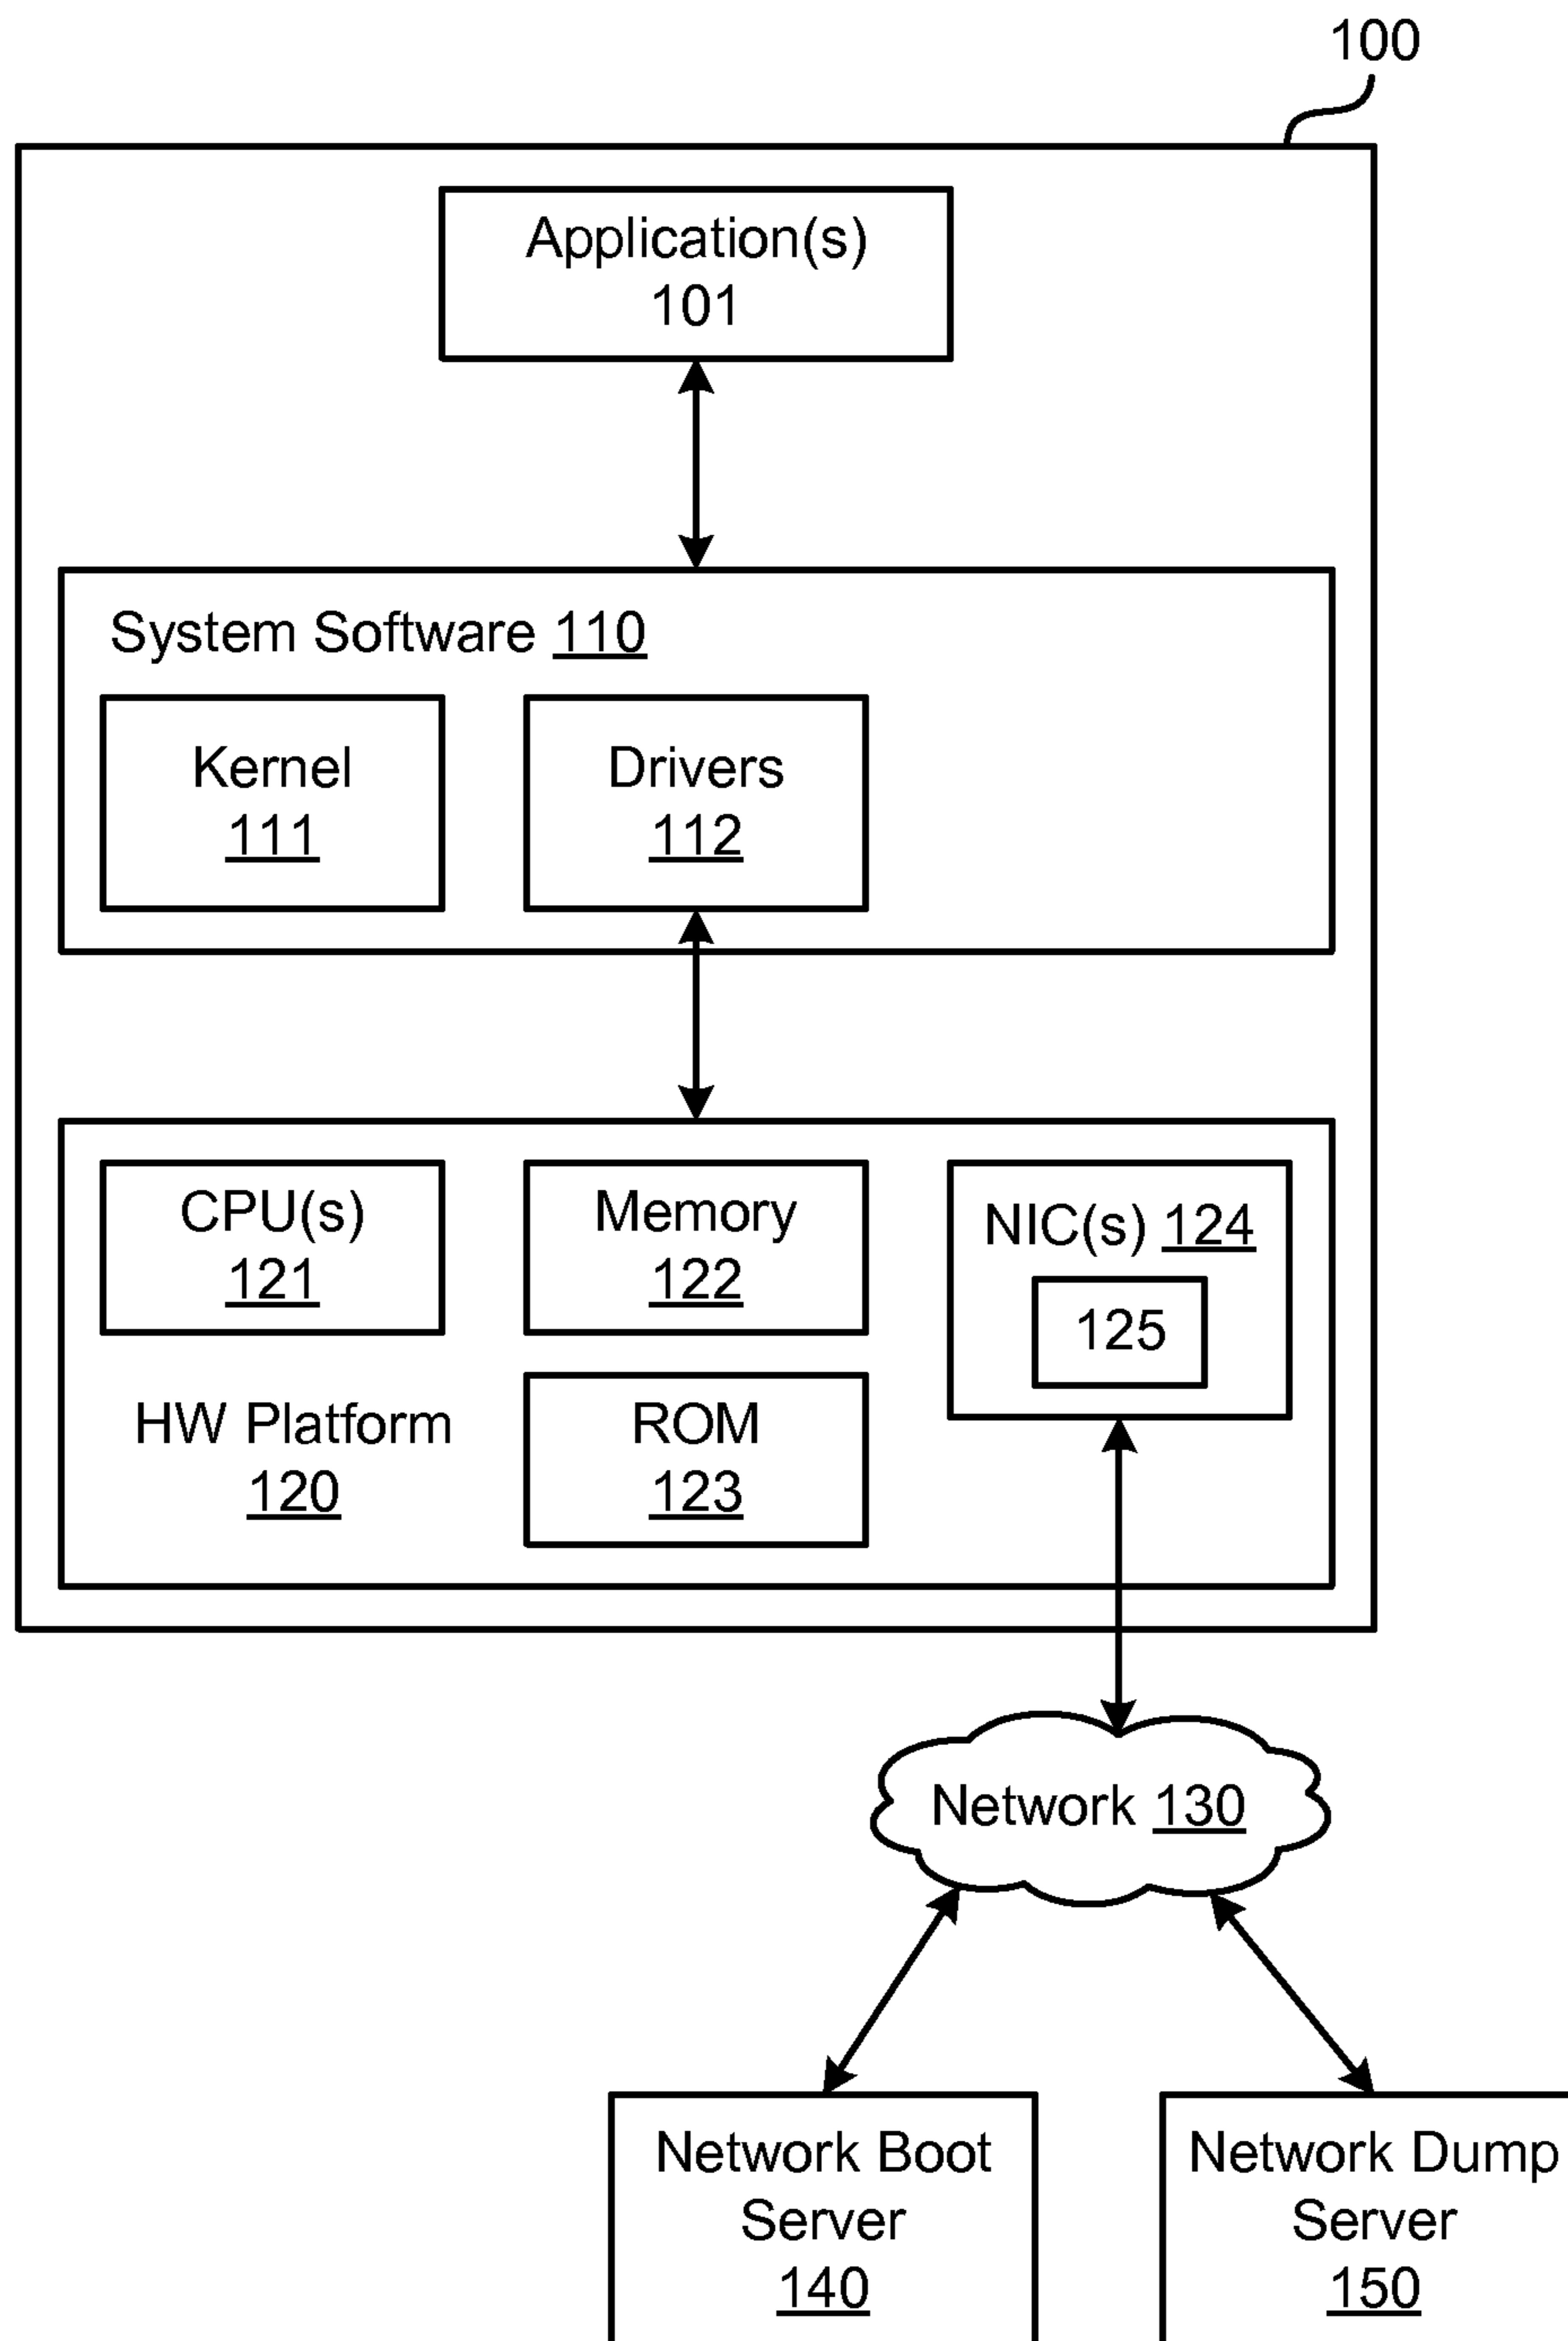 100
Application(s)
101
System Software 110
Kernel
111
Drivers
112
CPU(s)
121
Memory
122
NIC(s) 124
125
HW Platform
120
ROM
123
Network 130
Network Boot
Server
140
Network Dump
Server
150